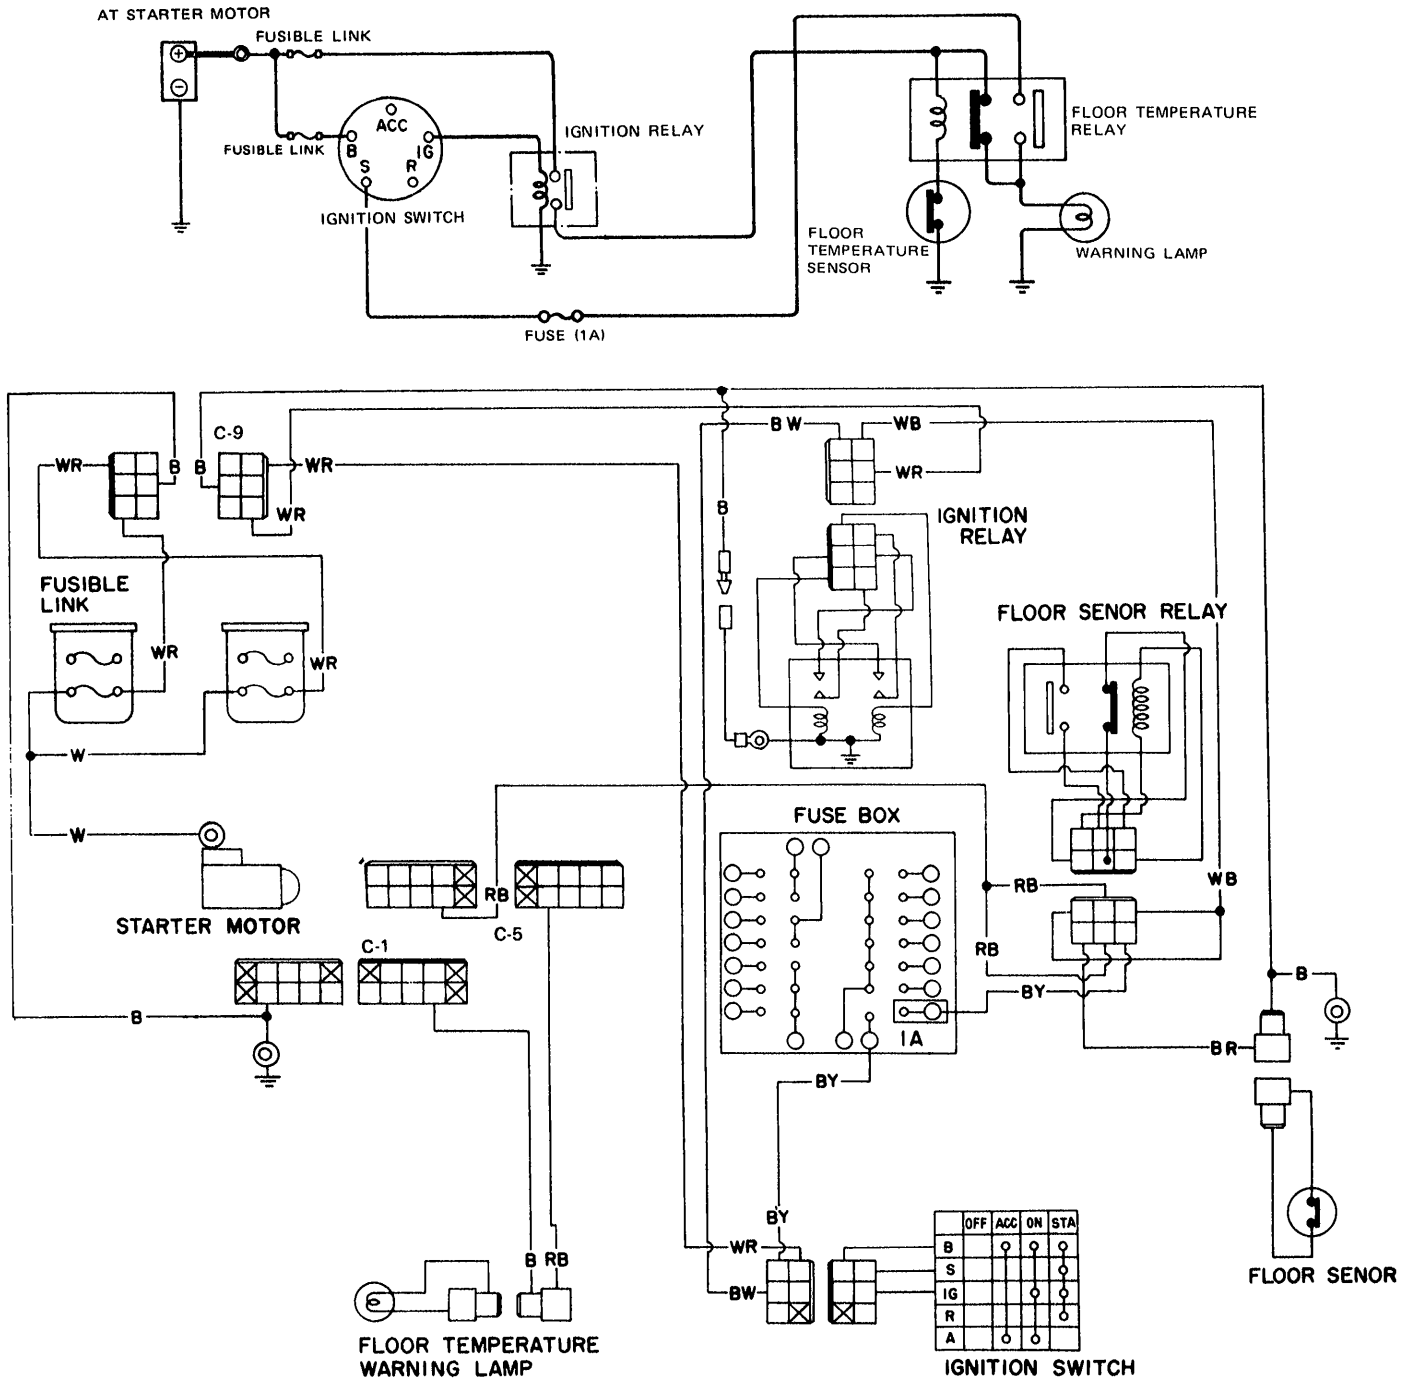 AT STARTER MOTOR
FUSIBLE LINK
ACC
B
IG
S
R
FUSIBLE LINK
IGNITION SWITCH
IGNITION RELAY
FLOOR TEMPERATURE
RELAY
FLOOR
TEMPERATURE
SENSOR
WARNING LAMP
FUSE (1A)
C-9
WR
B
B
WR
WR
BW
WB
WR
B
IGNITION
RELAY
FUSIBLE
LINK
WR
WR
FLOOR SENOR RELAY
W
W
STARTER MOTOR
FUSE BOX
RB
C-5
C-1
RB
WB
RB
BY
1A
B
B
BR
BY
BY
WR
BW
B
RB
OFF
ACC
ON
STA
B
S
IG
R
A
IGNITION SWITCH
FLOOR SENOR
FLOOR TEMPERATURE
WARNING LAMP